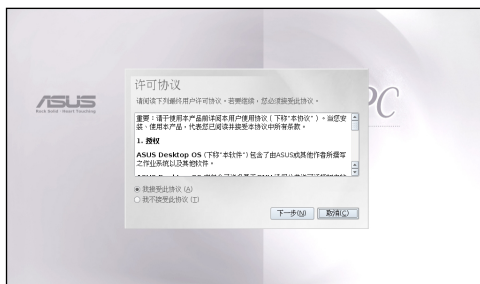 许可协议
请阅读下列最终用户许可协议。若要继续，您必须接受此协议。
重要：请于使用本产品前详阅本用户使用协议（下称"本协议"）。当您安
装、使用本产品，代表您已阅读并接受本协议中所有条款。
1. 授权
ASUS Desktop OS (下称"本软件") 包含了由ASUS或其他作者所撰写
之作业系统以及其他软件。
我接受此协议 (A)
我不接受此协议 (I)
下一步(N)
取消(C)
ASUS
Rock Solid · Heart Touching
PC